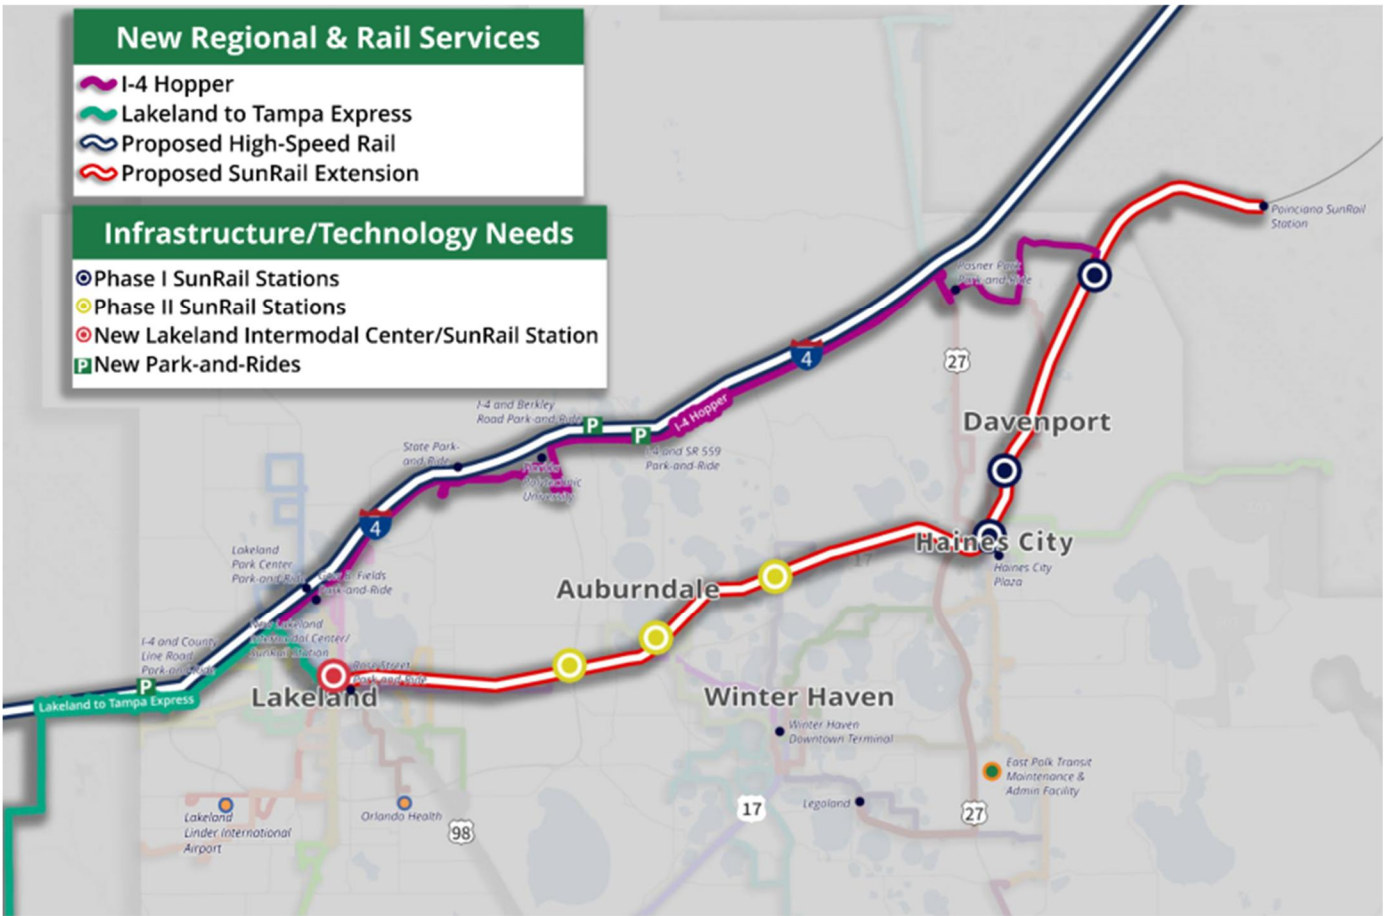 New Regional & Rail Services
I-4 Hopper
Lakeland to Tampa Express
Proposed High-Speed Rail
Proposed SunRail Extension
Infrastructure/Technology Needs
Phase I SunRail Stations
Phase II SunRail Stations
New Lakeland Intermodal Center/SunRail Station
P New Park-and-Rides
Poinciana SunRail
Station
Posner Park
Park-and-Ride
4
27
I-4 Hopper
I-4 and Berkley
Road Park-and-Ride
P
P
I-4 and SR 559
Park-and-Ride
Davenport
State Park-
and-Ride
Polytechnic
University
4
Haines City
17
Haines City
Plaza
Lakeland
Park Center
Park-and-Ride
Fields
Park-and-Ride
Auburndale
New Lakeland
Intermodal Center/
SunRail Station
I-4 and County
Line Road
Park-and-Ride
P
Lakeland to Tampa Express
Rose Street
Park-and-Ride
Lakeland
Winter Haven
Winter Haven
Downtown Terminal
East Polk Transit
Maintenance &
Admin Facility
Legoland
17
27
Lakeland
Linder International
Airport
Orlando Health
98